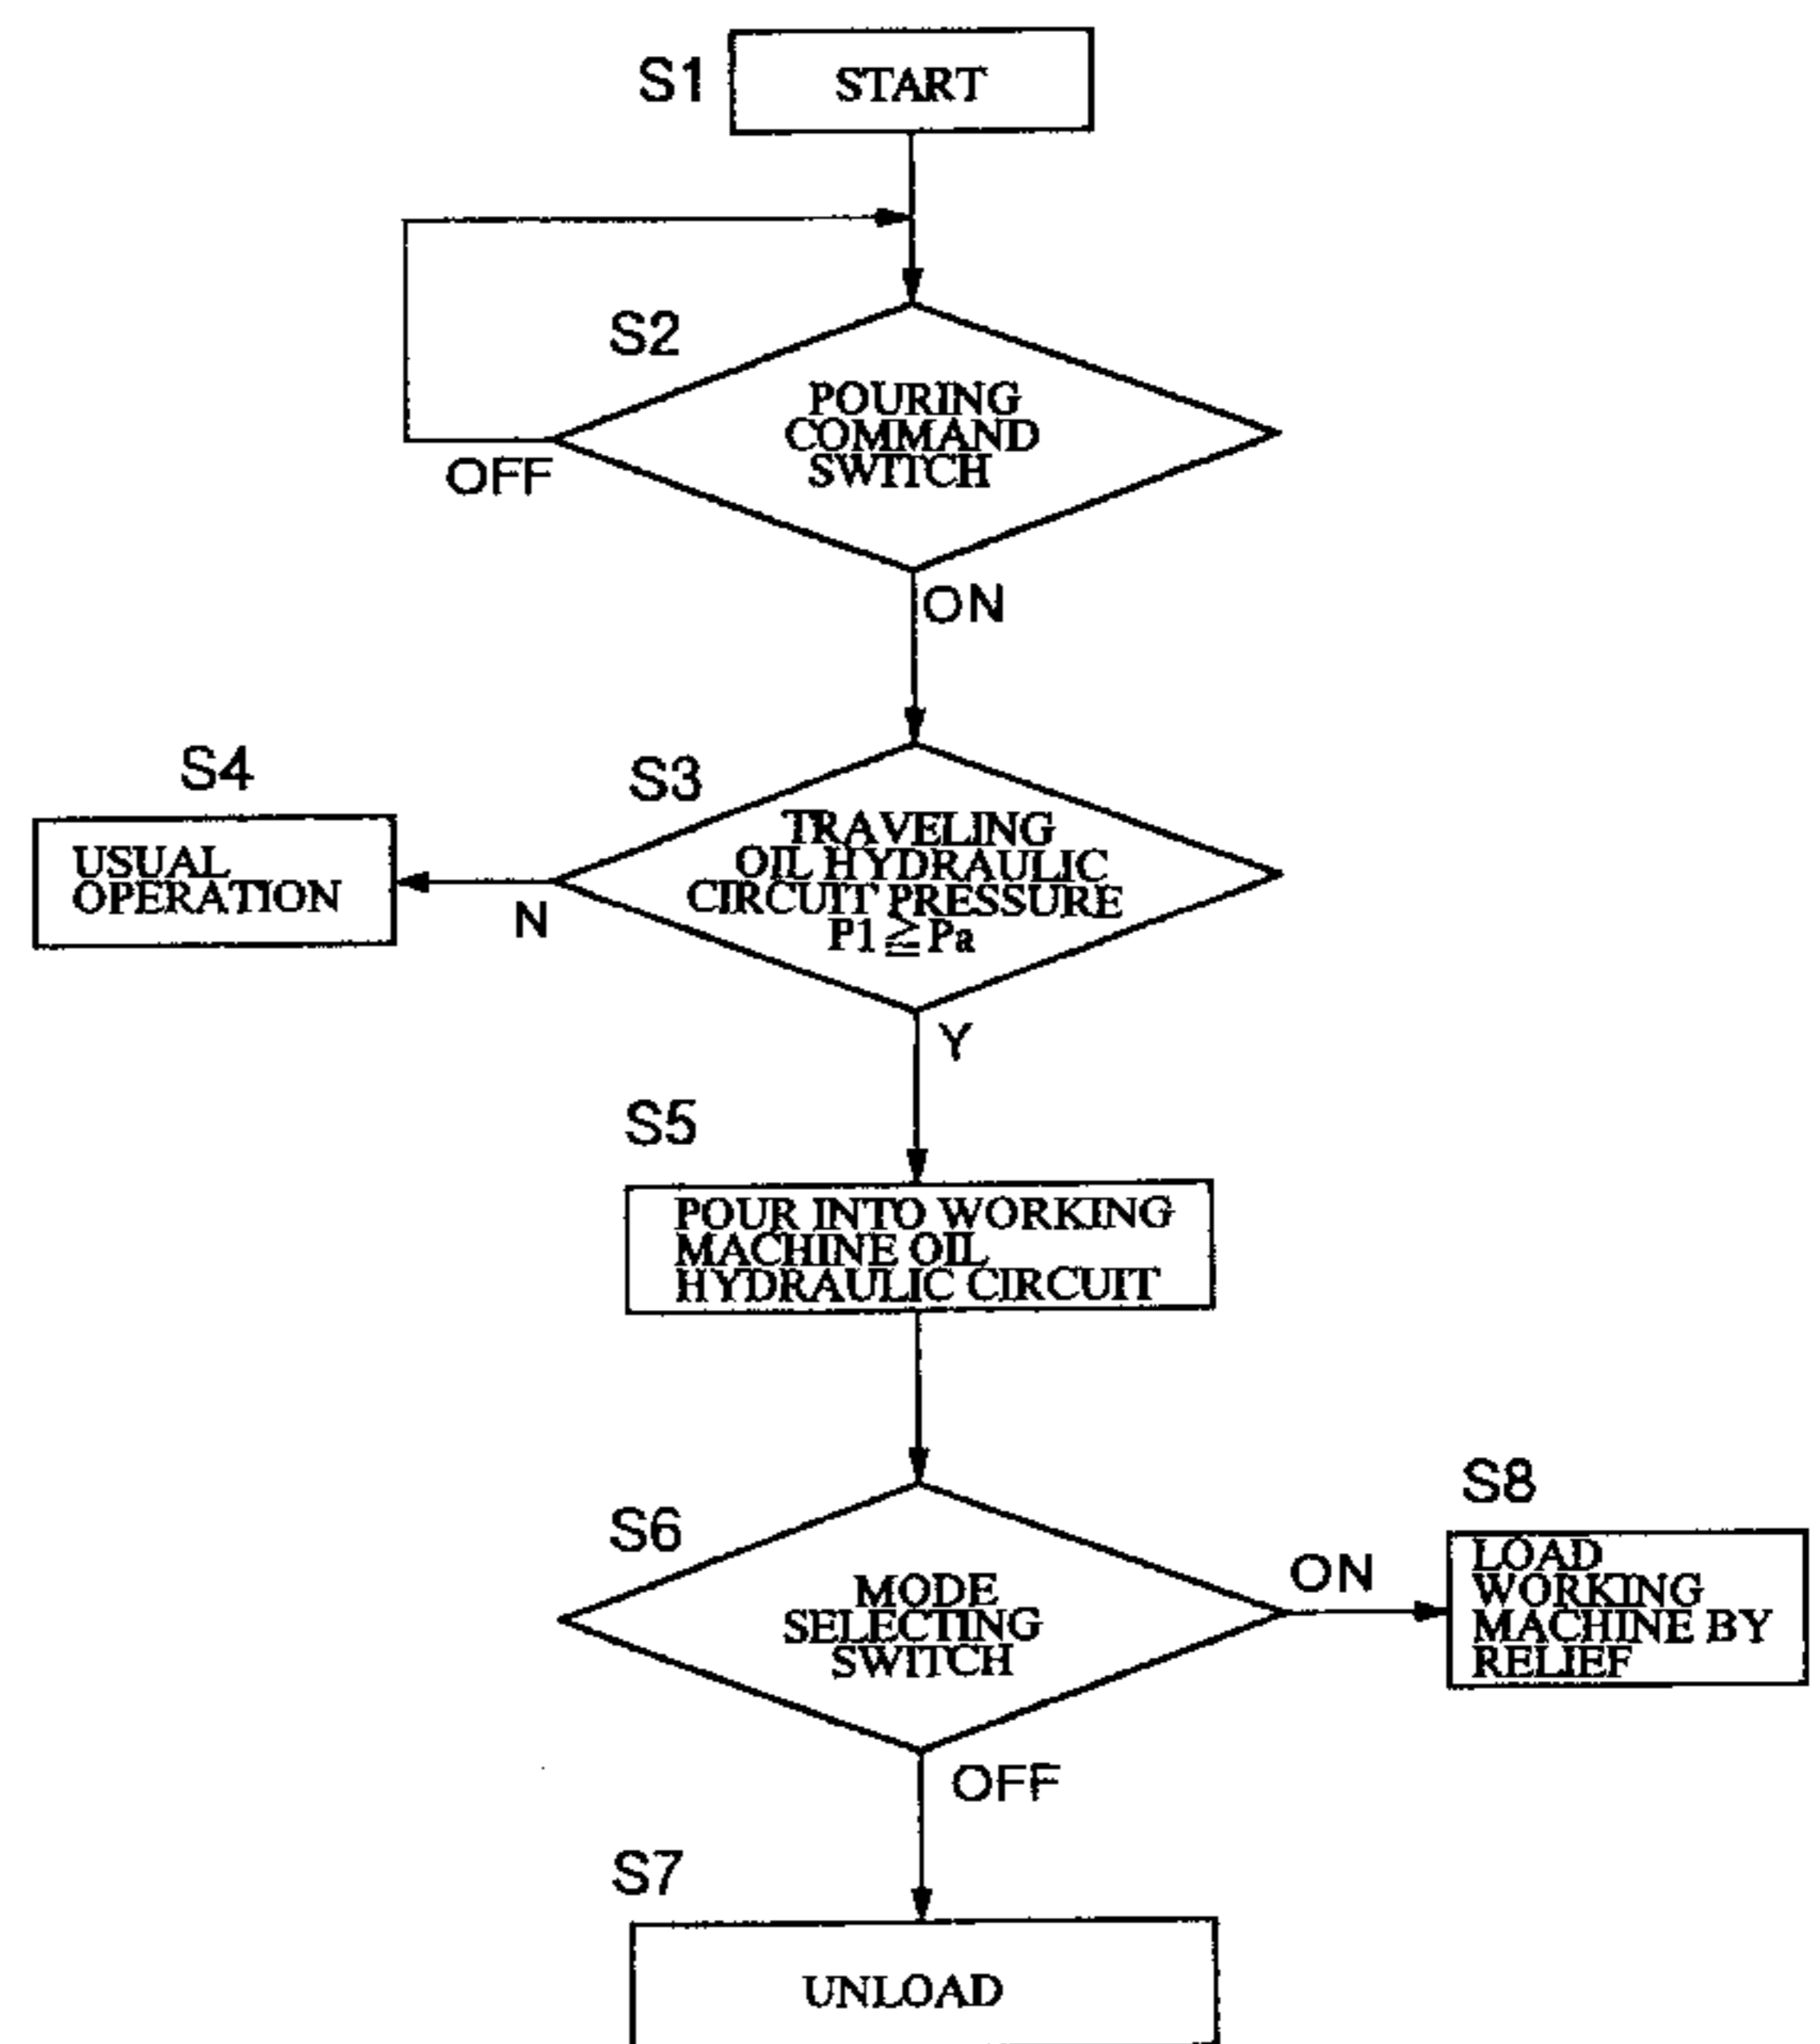 S1
START
S2
POURING
COMMAND
SWITCH
OFF
ON
S4
USUAL
OPERATION
S3
TRAVELING
OIL HYDRAULIC
CIRCUIT PRESSURE
P1 ≧ Pa
N
Y
S5
POUR INTO WORKING
MACHINE OIL
HYDRAULIC CIRCUIT
S6
MODE
SELECTING
SWITCH
ON
S8
LOAD
WORKING
MACHINE BY
RELIEF
OFF
S7
UNLOAD